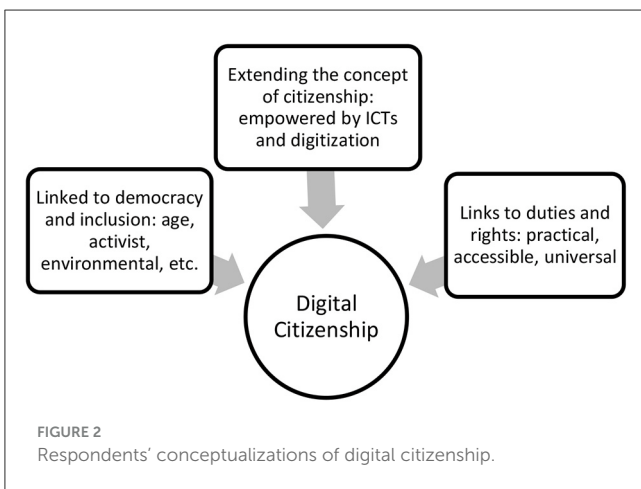 Extending the concept
of citizenship:
empowered by ICTs
and digitization
Linked to democracy
and inclusion: age,
activist,
environmental, etc.
Links to duties and
rights: practical,
accessible, universal
Digital
Citizenship
FIGURE 2
Respondents' conceptualizations of digital citizenship.